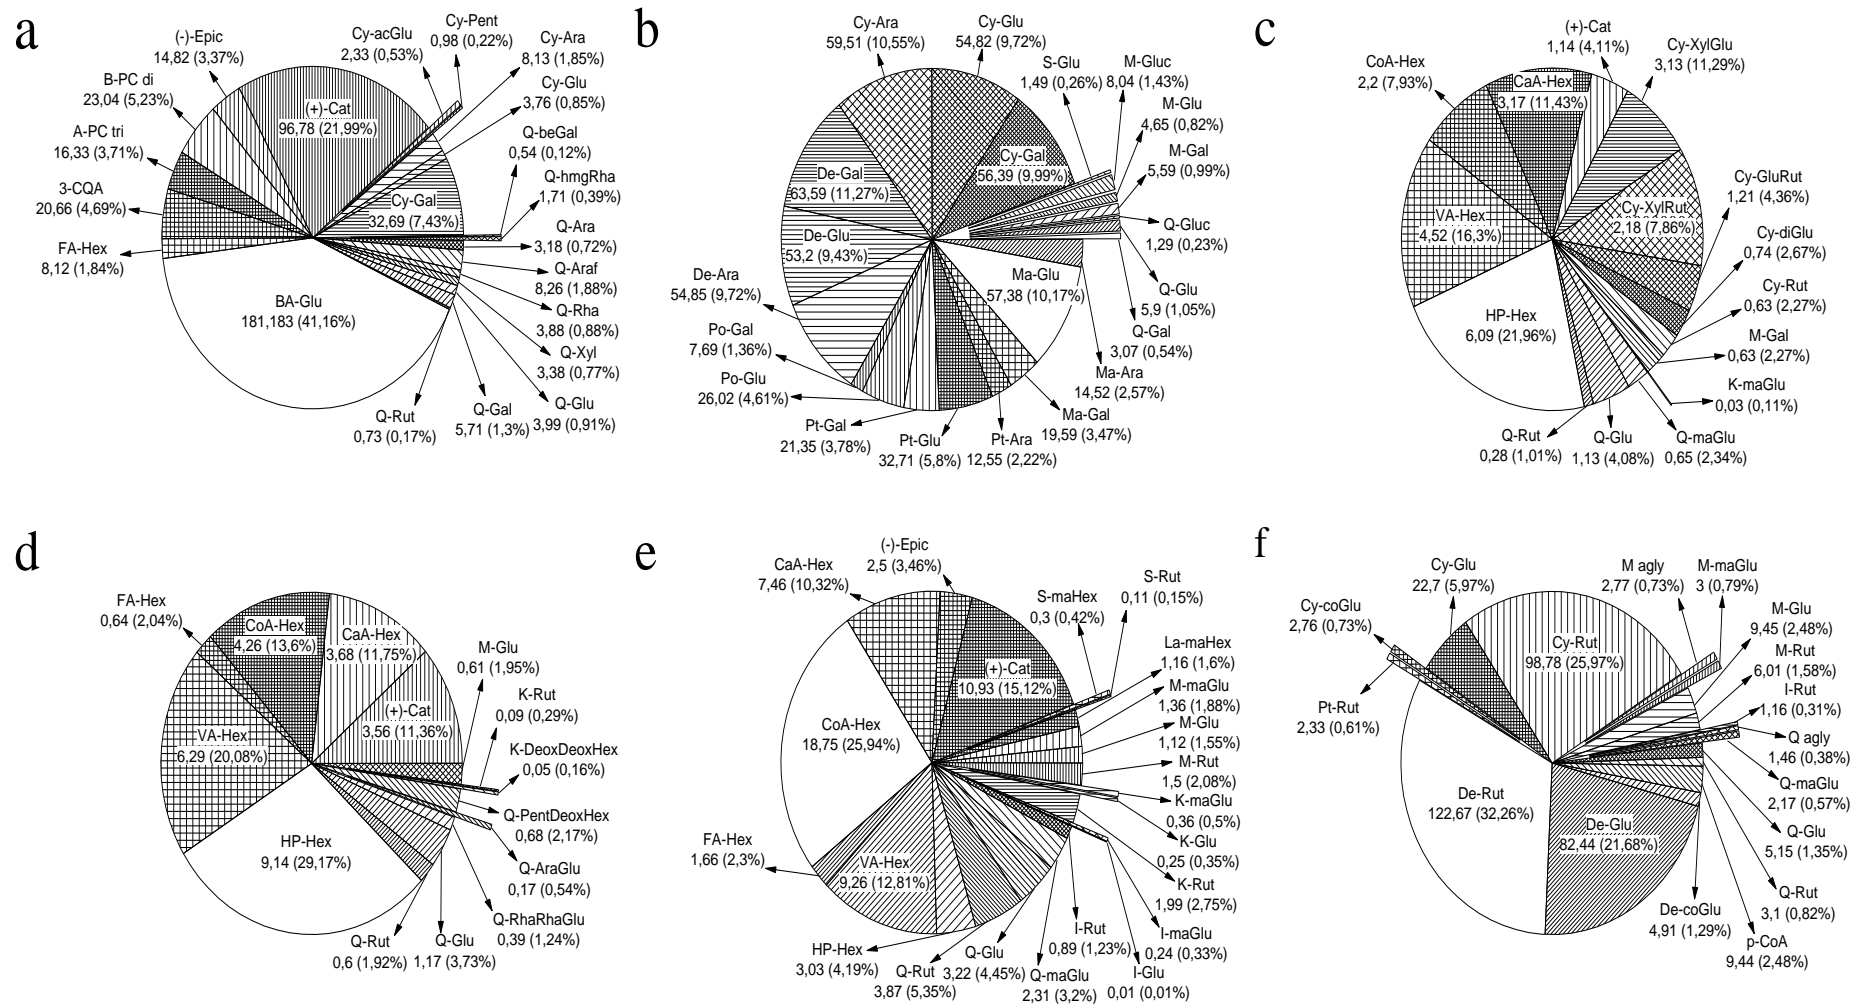 a
Cy-Pent
0,98 (0,22%)
Cy-acGlu
2,33 (0,53%)
(-)-Epic
14,82 (3,37%)
Cy-Ara
8,13 (1,85%)
B-PC di
23,04 (5,23%)
Cy-Glu
3,76 (0,85%)
(+)-Cat
96,78 (21,99%)
A-PC tri
16,33 (3,71%)
Q-beGal
0,54 (0,12%)
3-CQA
20,66 (4,69%)
Q-hmgRha
1,71 (0,39%)
Cy-Gal
32,69 (7,43%)
Q-Ara
3,18 (0,72%)
FA-Hex
8,12 (1,84%)
Q-Araf
8,26 (1,88%)
BA-Glu
181,183 (41,16%)
Q-Rha
3,88 (0,88%)
Q-Xyl
3,38 (0,77%)
Q-Glu
3,99 (0,91%)
Q-Gal
5,71 (1,3%)
Q-Rut
0,73 (0,17%)
b
Cy-Ara
59,51 (10,55%)
Cy-Glu
54,82 (9,72%)
S-Glu
1,49 (0,26%)
M-Gluc
8,04 (1,43%)
M-Glu
4,65 (0,82%)
M-Gal
5,59 (0,99%)
Cy-Gal
56,39 (9,99%)
De-Gal
63,59 (11,27%)
Q-Gluc
1,29 (0,23%)
De-Glu
53,2 (9,43%)
De-Ara
54,85 (9,72%)
Ma-Glu
57,38 (10,17%)
Q-Glu
5,9 (1,05%)
Q-Gal
3,07 (0,54%)
Po-Gal
7,69 (1,36%)
Ma-Ara
14,52 (2,57%)
Po-Glu
26,02 (4,61%)
Ma-Gal
19,59 (3,47%)
Pt-Gal
21,35 (3,78%)
Pt-Glu
32,71 (5,8%)
Pt-Ara
12,55 (2,22%)
c
(+)-Cat
1,14 (4,11%)
CoA-Hex
2,2 (7,93%)
Cy-XylGlu
3,13 (11,29%)
CaA-Hex
3,17 (11,43%)
Cy-GluRut
1,21 (4,36%)
VA-Hex
4,52 (16,3%)
Cy-XylRut
2,18 (7,86%)
Cy-diGlu
0,74 (2,67%)
Cy-Rut
0,63 (2,27%)
HP-Hex
6,09 (21,96%)
M-Gal
0,63 (2,27%)
K-maGlu
0,03 (0,11%)
Q-Rut
0,28 (1,01%)
Q-Glu
1,13 (4,08%)
Q-maGlu
0,65 (2,34%)
d
FA-Hex
0,64 (2,04%)
CoA-Hex
4,26 (13,6%)
CaA-Hex
3,68 (11,75%)
M-Glu
0,61 (1,95%)
K-Rut
0,09 (0,29%)
(+)-Cat
3,56 (11,36%)
VA-Hex
6,29 (20,08%)
K-DeoxDeoxHex
0,05 (0,16%)
Q-PentDeoxHex
0,68 (2,17%)
HP-Hex
9,14 (29,17%)
Q-AraGlu
0,17 (0,54%)
Q-RhaRhaGlu
0,39 (1,24%)
Q-Rut
0,6 (1,92%)
Q-Glu
1,17 (3,73%)
e
(-)-Epic
2,5 (3,46%)
CaA-Hex
7,46 (10,32%)
S-Rut
0,11 (0,15%)
S-maHex
0,3 (0,42%)
La-maHex
1,16 (1,6%)
(+)-Cat
10,93 (15,12%)
M-maGlu
1,36 (1,88%)
CoA-Hex
18,75 (25,94%)
M-Glu
1,12 (1,55%)
M-Rut
1,5 (2,08%)
K-maGlu
0,36 (0,5%)
K-Glu
0,25 (0,35%)
FA-Hex
1,66 (2,3%)
VA-Hex
9,26 (12,81%)
K-Rut
1,99 (2,75%)
I-Rut
0,89 (1,23%)
I-maGlu
0,24 (0,33%)
HP-Hex
3,03 (4,19%)
Q-Rut
3,87 (5,35%)
Q-Glu
3,22 (4,45%)
Q-maGlu
2,31 (3,2%)
I-Glu
0,01 (0,01%)
f
Cy-Glu
22,7 (5,97%)
M agly
2,77 (0,73%)
M-maGlu
3 (0,79%)
Cy-coGlu
2,76 (0,73%)
M-Glu
9,45 (2,48%)
Cy-Rut
98,78 (25,97%)
M-Rut
6,01 (1,58%)
Pt-Rut
2,33 (0,61%)
I-Rut
1,16 (0,31%)
Q agly
1,46 (0,38%)
Q-maGlu
2,17 (0,57%)
De-Rut
122,67 (32,26%)
De-Glu
82,44 (21,68%)
Q-Glu
5,15 (1,35%)
Q-Rut
3,1 (0,82%)
De-coGlu
4,91 (1,29%)
p-CoA
9,44 (2,48%)